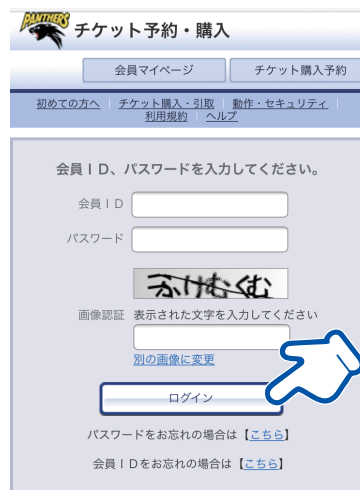 PANTHERS
チケット予約・購入
会員マイページ
チケット購入予約
初めての方へ | チケット購入・引取 | 動作・セキュリティ |
利用規約 | ヘルプ
会員ＩＤ、パスワードを入力してください。
会員ＩＤ
パスワード
画像認証 表示された文字を入力してください
別の画像に変更
ログイン
パスワードをお忘れの場合は【こちら】
会員ＩＤをお忘れの場合は【こちら】